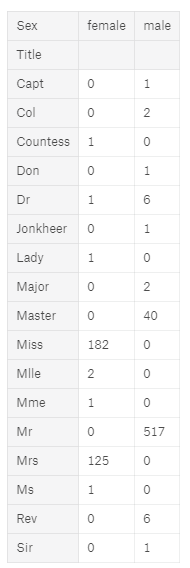 Sex female male
Title
Capt 0 1
Col 0 2
Countess 1 0
Don 0 1
Dr 1 6
Jonkheer 0 1
Lady 1 0
Major 0 2
Master 0 40
Miss 182 0
Mlle 2 0
Mme 1 0
Mr 0 517
Mrs 125 0
Ms 1 0
Rev 0 6
Sir 0 1